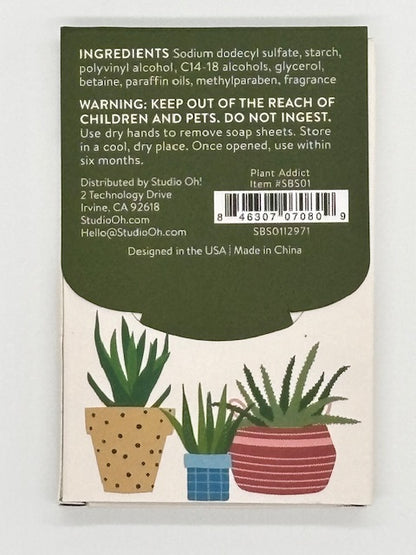 INGREDIENTS Sodium dodecyl sulfate, starch,
polyvinyl alcohol, C14-18 alcohols, glycerol,
betaine, paraffin oils, methylparaben, fragrance
WARNING: KEEP OUT OF THE REACH OF
CHILDREN AND PETS. DO NOT INGEST.
Use dry hands to remove soap sheets. Store
in a cool, dry place. Once opened, use within
six months.
Distributed by Studio Oh!
2 Technology Drive
Irvine, CA 92618
StudioOh.com
Hello@StudioOh.com
Plant Addict
Item #SBS01
8 46307 07080 9
SBS0112971
Designed in the USA | Made in China